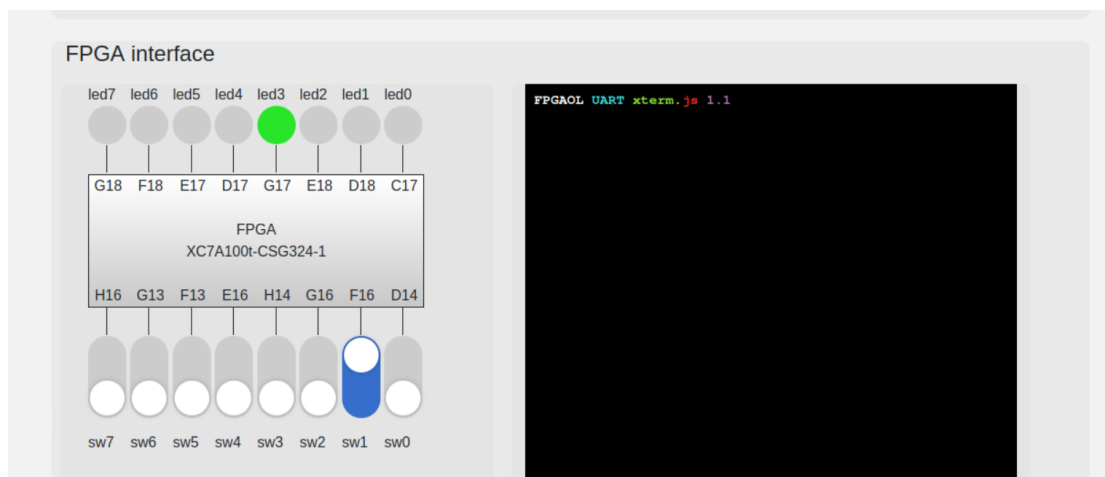 FPGA interface
led7 led6 led5 led4 led3 led2 led1 led0
FPGAOL UART xterm.js 1.1
G18 F18 E17 D17 G17 E18 D18 C17
FPGA
XC7A100t-CSG324-1
H16 G13 F13 E16 H14 G16 F16 D14
sw7 sw6 sw5 sw4 sw3 sw2 sw1 sw0